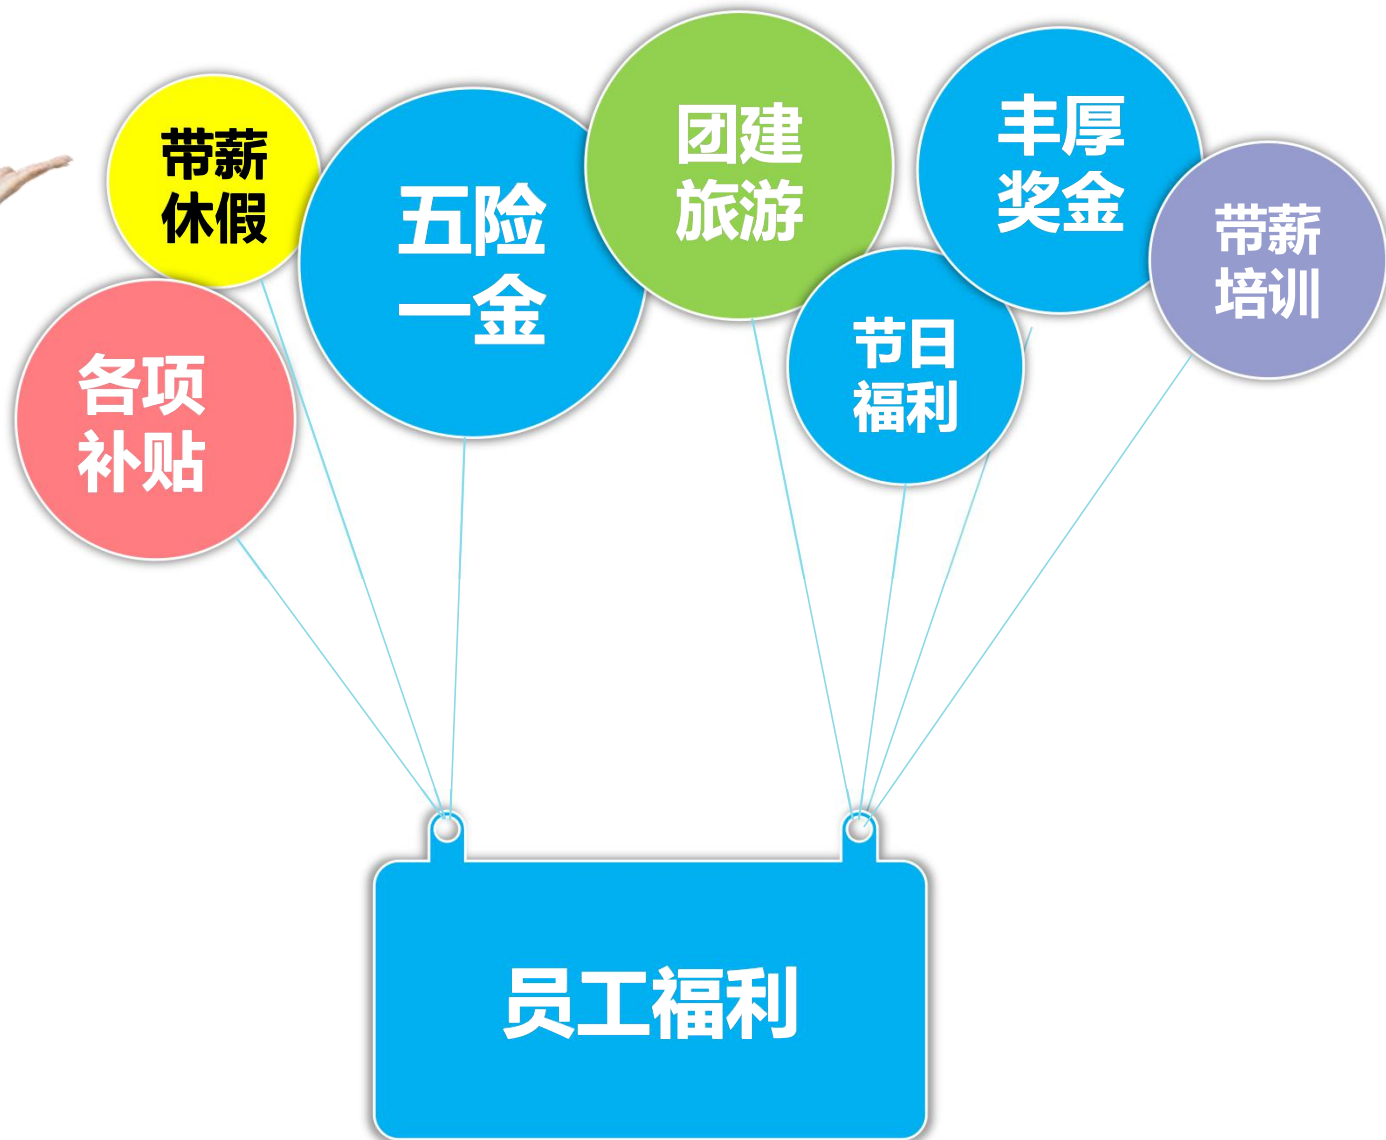 带薪
休假
五险
一金
团建
旅游
丰厚
奖金
带薪
培训
各项
补贴
节日
福利
员工福利